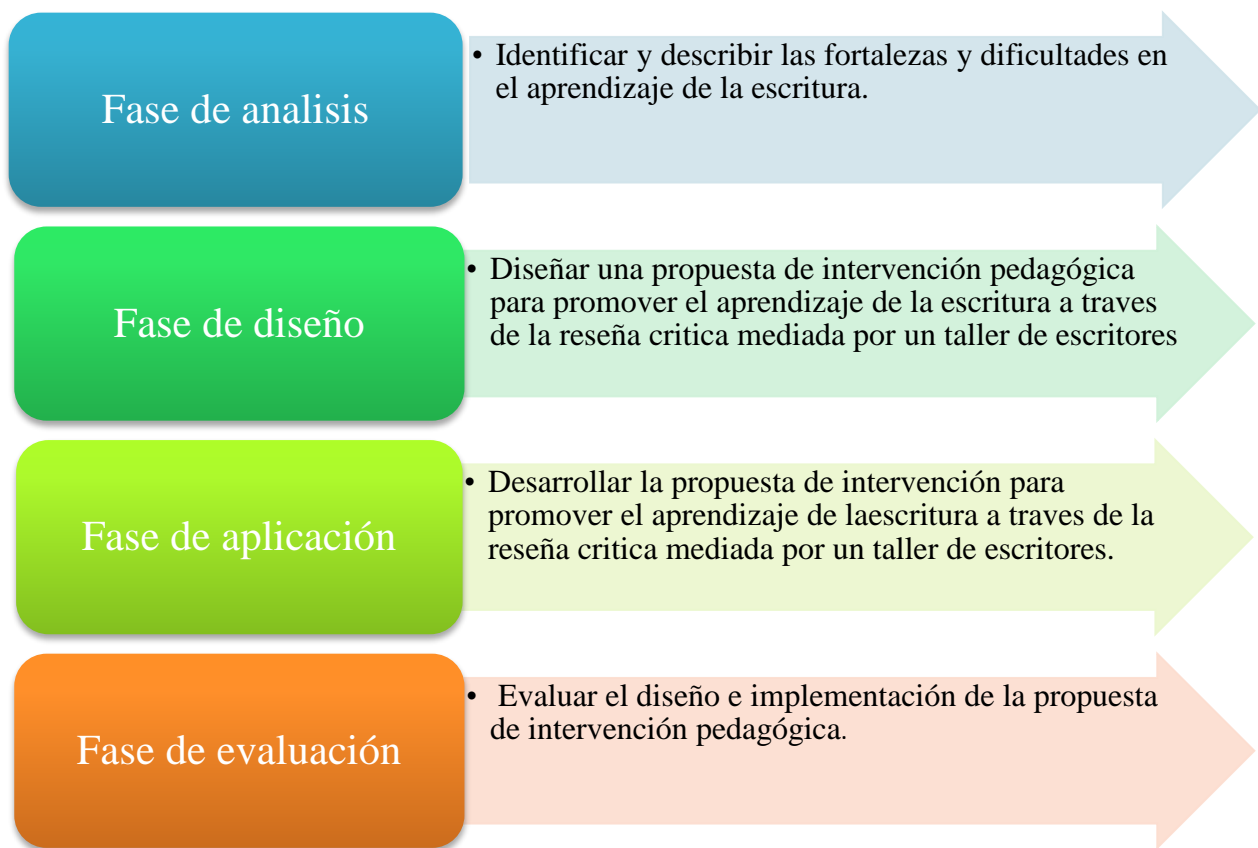 Fase de analisis
• Identificar y describir las fortalezas y dificultades en
el aprendizaje de la escritura.
Fase de diseño
• Diseñar una propuesta de intervención pedagógica
para promover el aprendizaje de la escritura a traves
de la reseña critica mediada por un taller de escritores
Fase de aplicación
• Desarrollar la propuesta de intervención para
promover el aprendizaje de laescritura a traves de la
reseña critica mediada por un taller de escritores.
Fase de evaluación
• Evaluar el diseño e implementación de la propuesta
de intervención pedagógica.